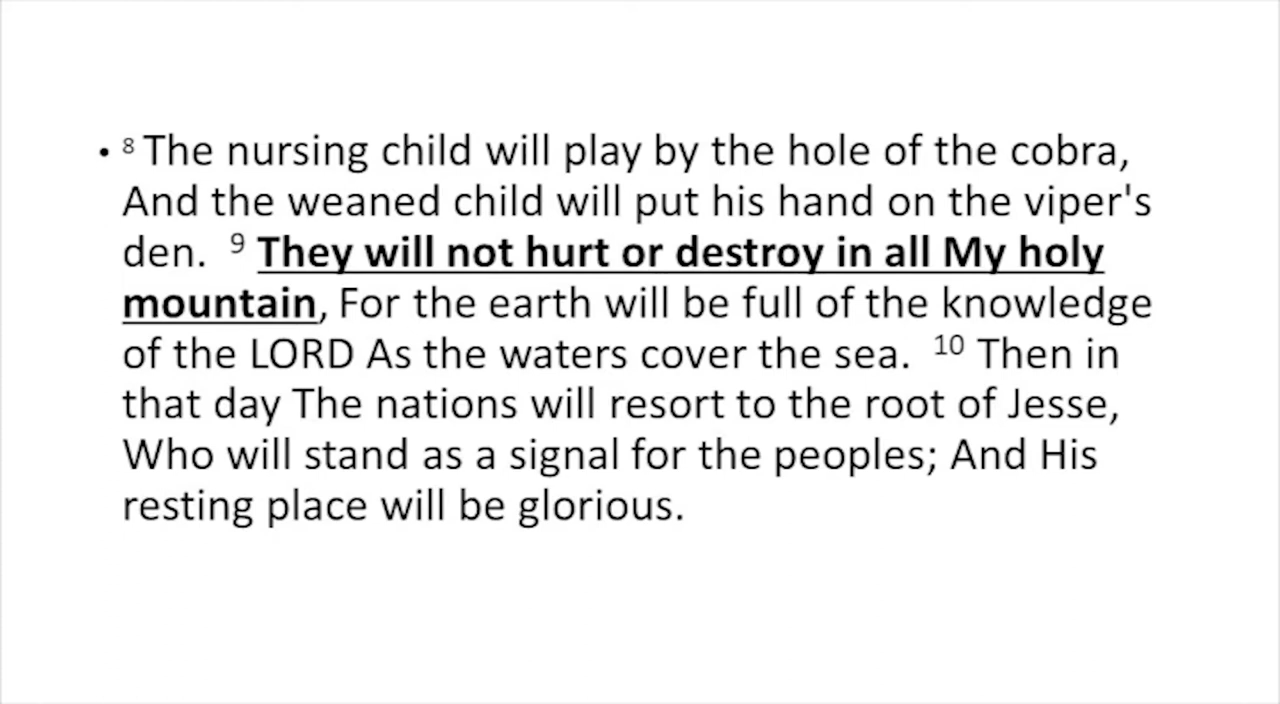 • ⁸ The nursing child will play by the hole of the cobra,
And the weaned child will put his hand on the viper's
den. ⁹ They will not hurt or destroy in all My holy
mountain, For the earth will be full of the knowledge
of the LORD As the waters cover the sea. ¹⁰ Then in
that day The nations will resort to the root of Jesse,
Who will stand as a signal for the peoples; And His
resting place will be glorious.